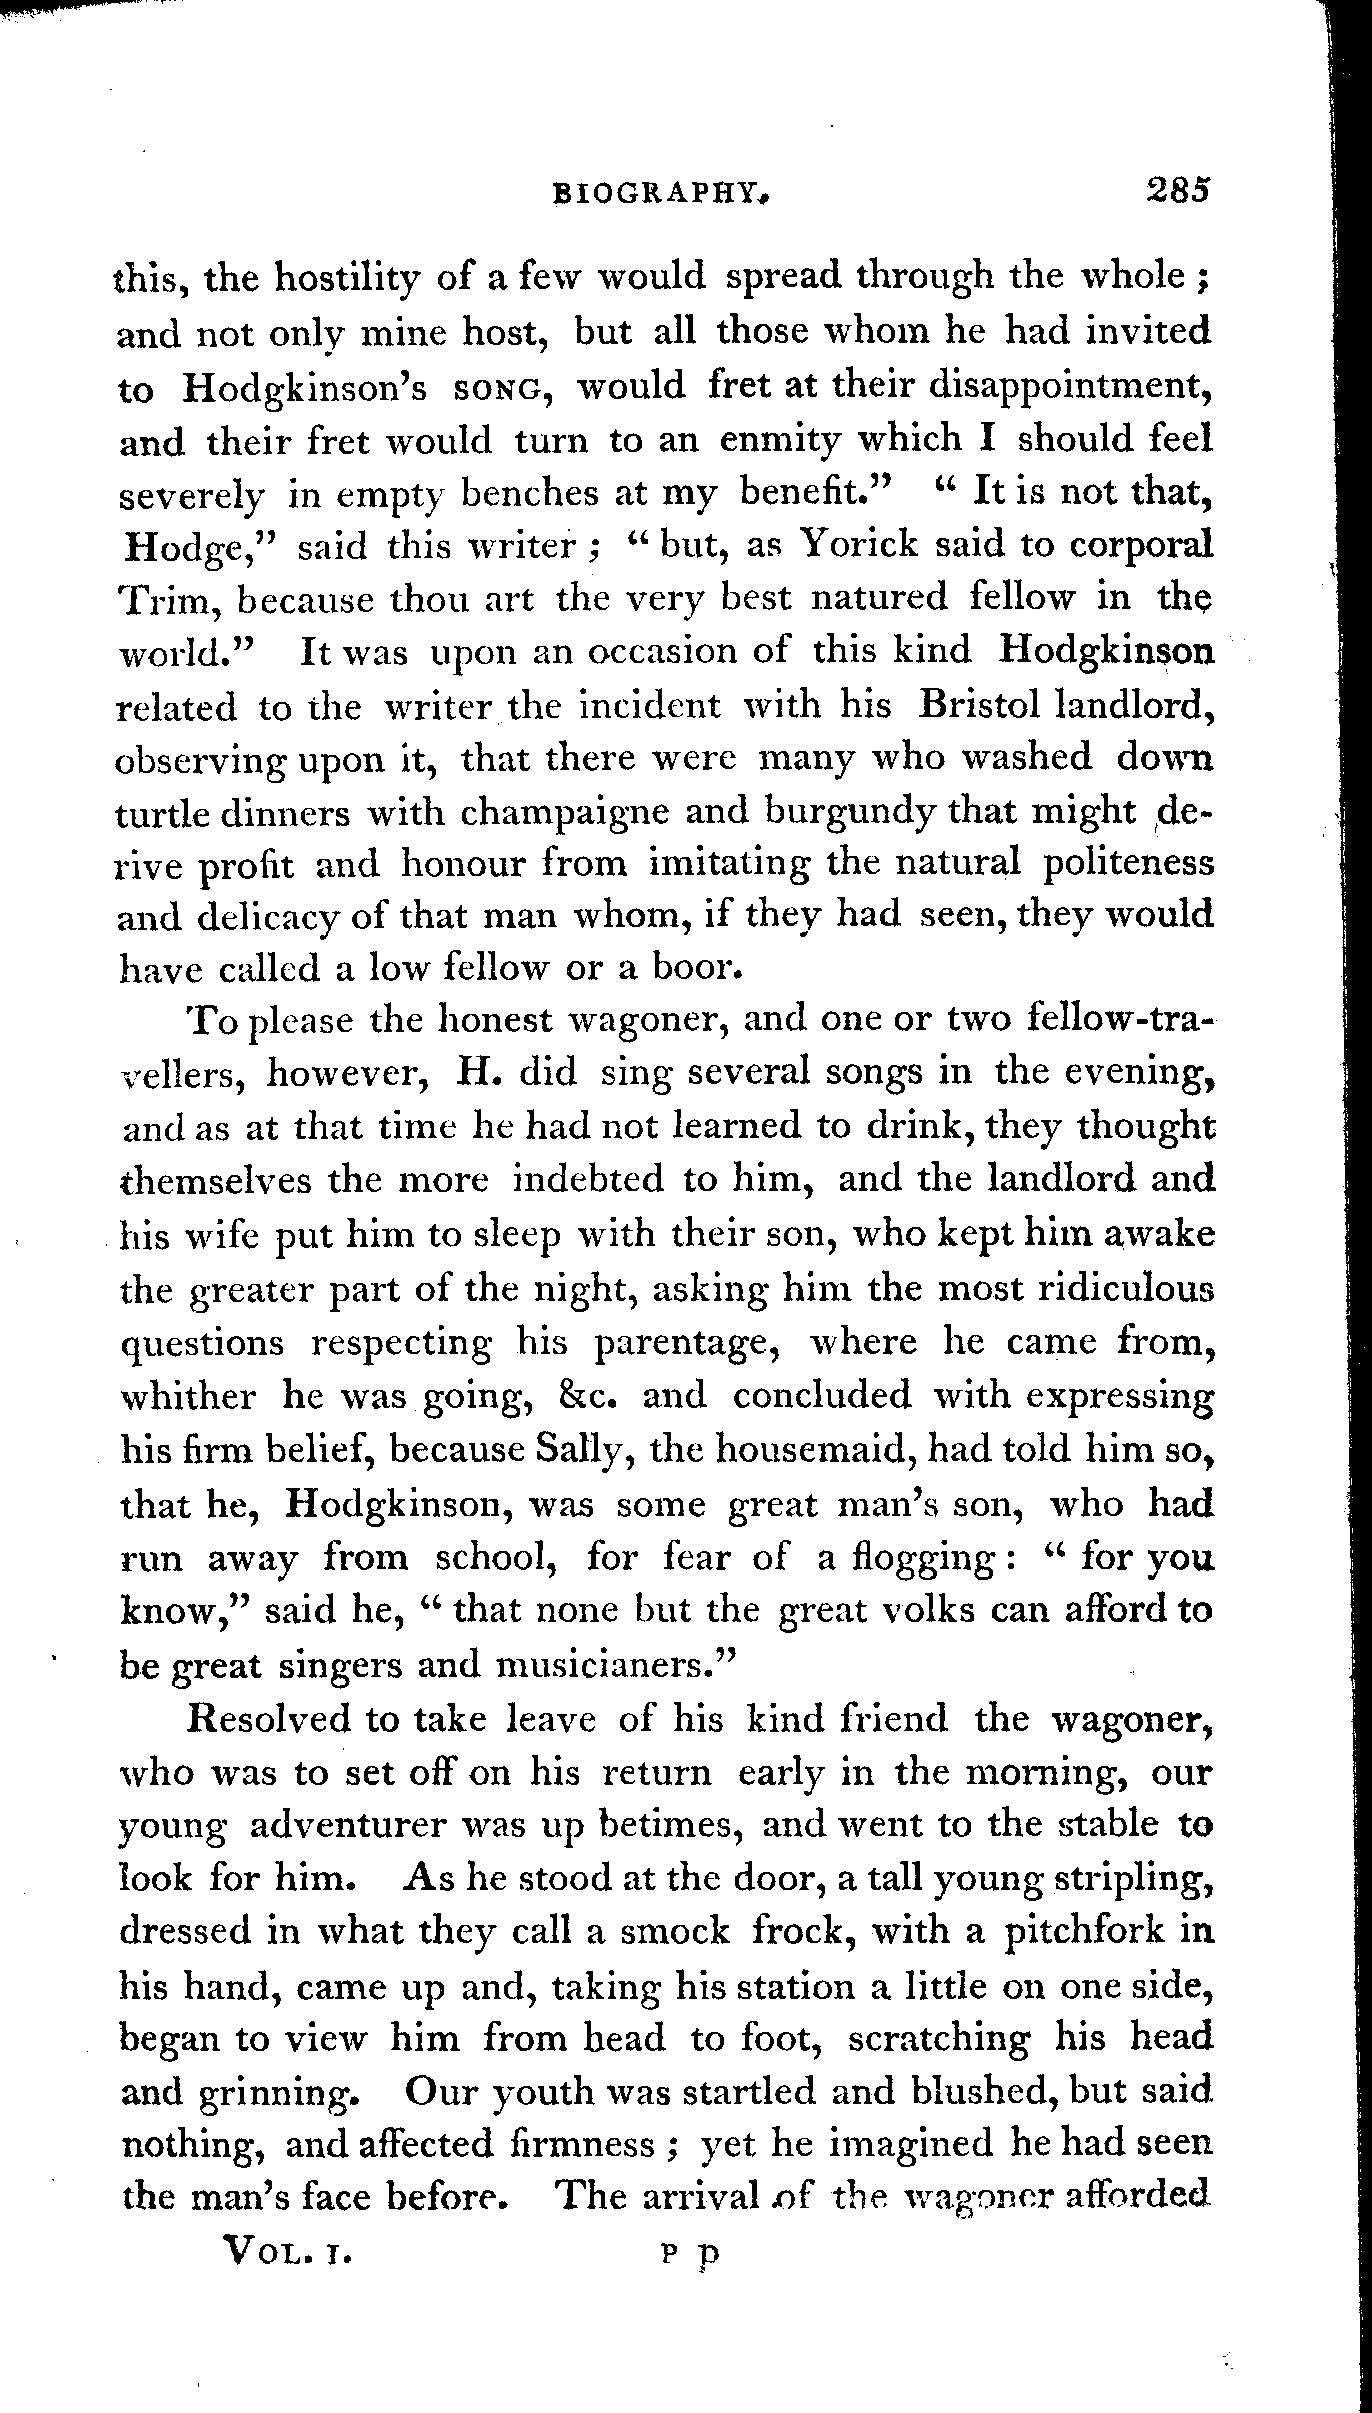 BIOGRAPHY. 285
this, the hostility of a few would spread through the whole ;
and not only mine host, but all those whom he had invited
to Hodgkinson's SONG, would fret at their disappointment,
and their fret would turn to an enmity which I should feel
severely in empty benches at my benefit." " It is not that,
Hodge," said this writer ; " but, as Yorick said to corporal
Trim, because thou art the very best natured fellow in the
world." It was upon an occasion of this kind Hodgkinson
related to the writer the incident with his Bristol landlord,
observing upon it, that there were many who washed down
turtle dinners with champaigne and burgundy that might de-
rive profit and honour from imitating the natural politeness
and delicacy of that man whom, if they had seen, they would
have called a low fellow or a boor.
To please the honest wagoner, and one or two fellow-tra-
vellers, however, H. did sing several songs in the evening,
and as at that time he had not learned to drink, they thought
themselves the more indebted to him, and the landlord and
his wife put him to sleep with their son, who kept him awake
the greater part of the night, asking him the most ridiculous
questions respecting his parentage, where he came from,
whither he was going, &c. and concluded with expressing
his firm belief, because Sally, the housemaid, had told him so,
that he, Hodgkinson, was some great man's son, who had
run away from school, for fear of a flogging : " for you
know," said he, " that none but the great volks can afford to
be great singers and musicianers."
Resolved to take leave of his kind friend the wagoner,
who was to set off on his return early in the morning, our
young adventurer was up betimes, and went to the stable to
look for him. As he stood at the door, a tall young stripling,
dressed in what they call a smock frock, with a pitchfork in
his hand, came up and, taking his station a little on one side,
began to view him from head to foot, scratching his head
and grinning. Our youth was startled and blushed, but said
nothing, and affected firmness ; yet he imagined he had seen
the man's face before. The arrival of the wagoner afforded
VOL. I. P p